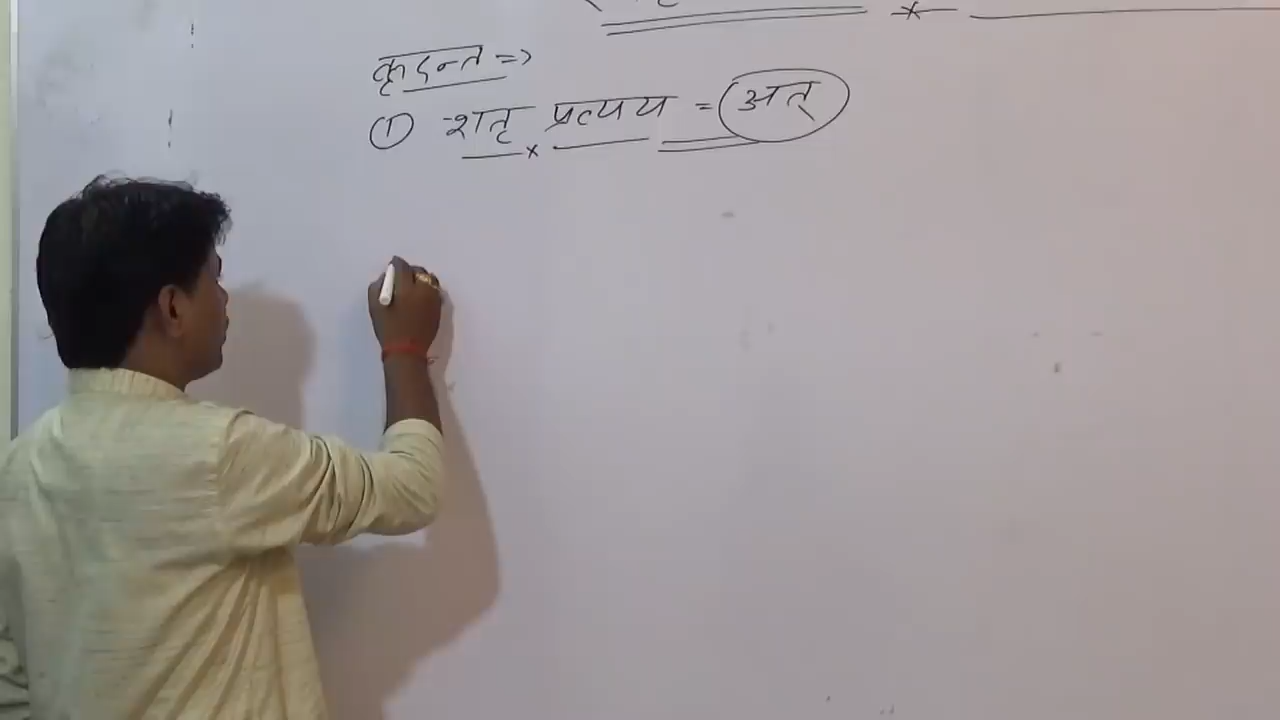 कृदन्त =>
① शतृ प्रत्यय = अत्